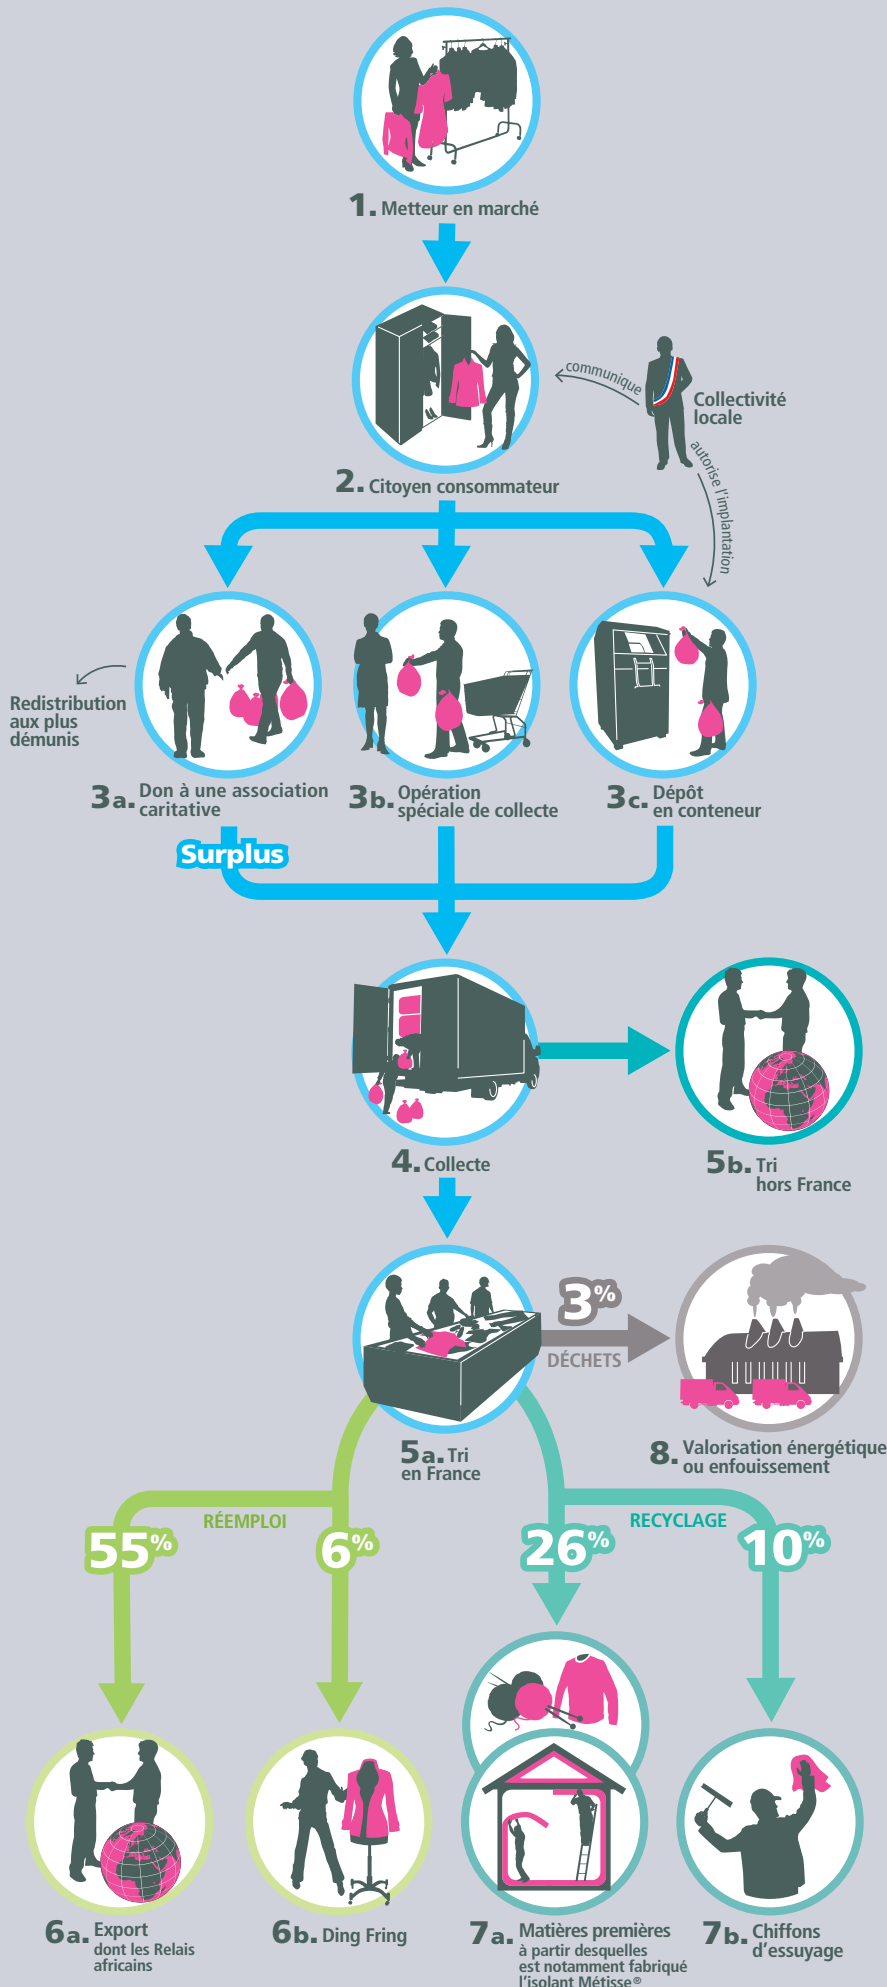 1. Metteur en marché
communique
Collectivité
locale
autorise l'implantation
2. Citoyen consommateur
Redistribution
aux plus
démunis
3a. Don à une association
caritative
3b. Opération
spéciale de collecte
3c. Dépôt
en conteneur
Surplus
4. Collecte
5b. Tri
hors France
3%
DÉCHETS
5a. Tri
en France
8. Valorisation énergétique
ou enfouissement
RÉEMPLOI
RECYCLAGE
55%
6%
26%
10%
6a. Export
dont les Relais
africains
6b. Ding Fring
7a. Matières premières
à partir desquelles
est notamment fabriqué
l'isolant Métisse®
7b. Chiffons
d'essuyage